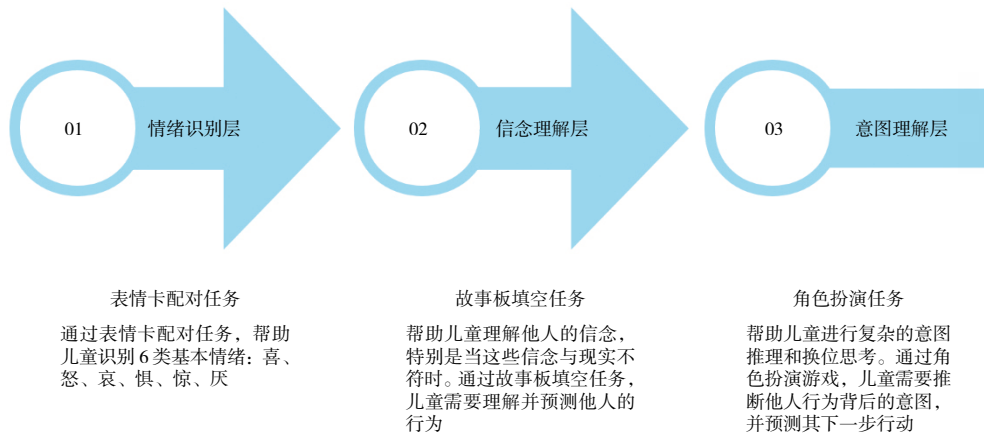 01
情绪识别层
02
信念理解层
03
意图理解层
表情卡配对任务
通过表情卡配对任务，帮助
儿童识别6类基本情绪：喜、
怒、哀、惧、惊、厌
故事板填空任务
帮助儿童理解他人的信念，
特别是当这些信念与现实不
符时。通过故事板填空任务，
儿童需要理解并预测他人的
行为
角色扮演任务
帮助儿童进行复杂的意图
推理和换位思考。通过角
色扮演游戏，儿童需要推
断他人行为背后的意图，
并预测其下一步行动